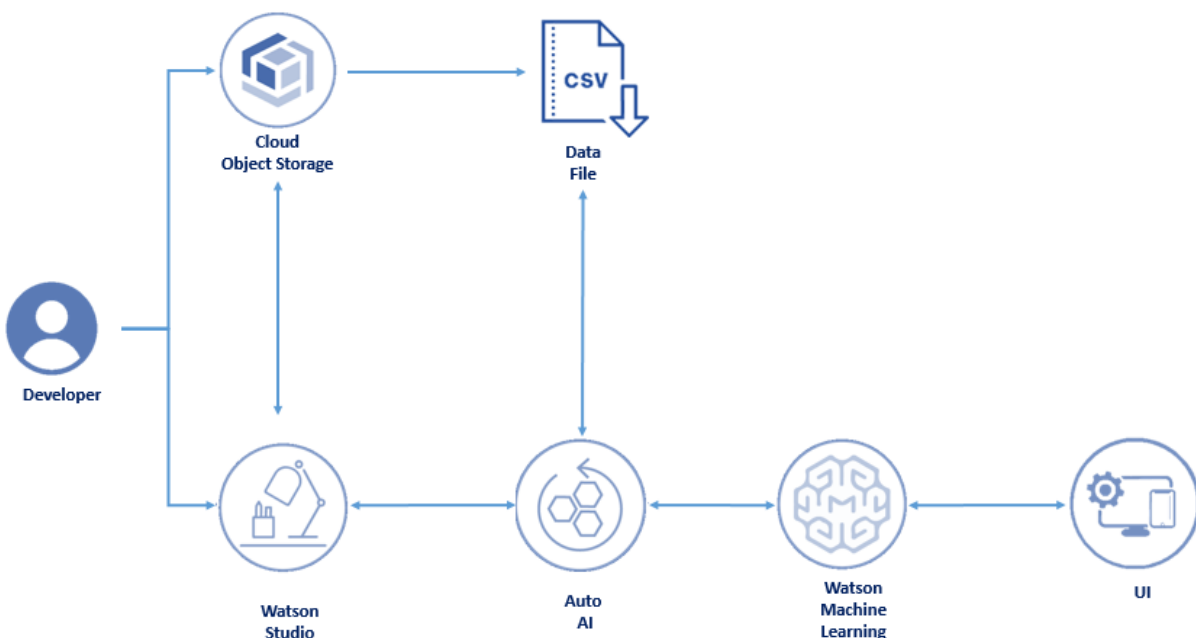 CSV
Cloud
Object Storage
Data
File
Developer
Watson
Studio
Auto
AI
Watson
Machine
Learning
UI